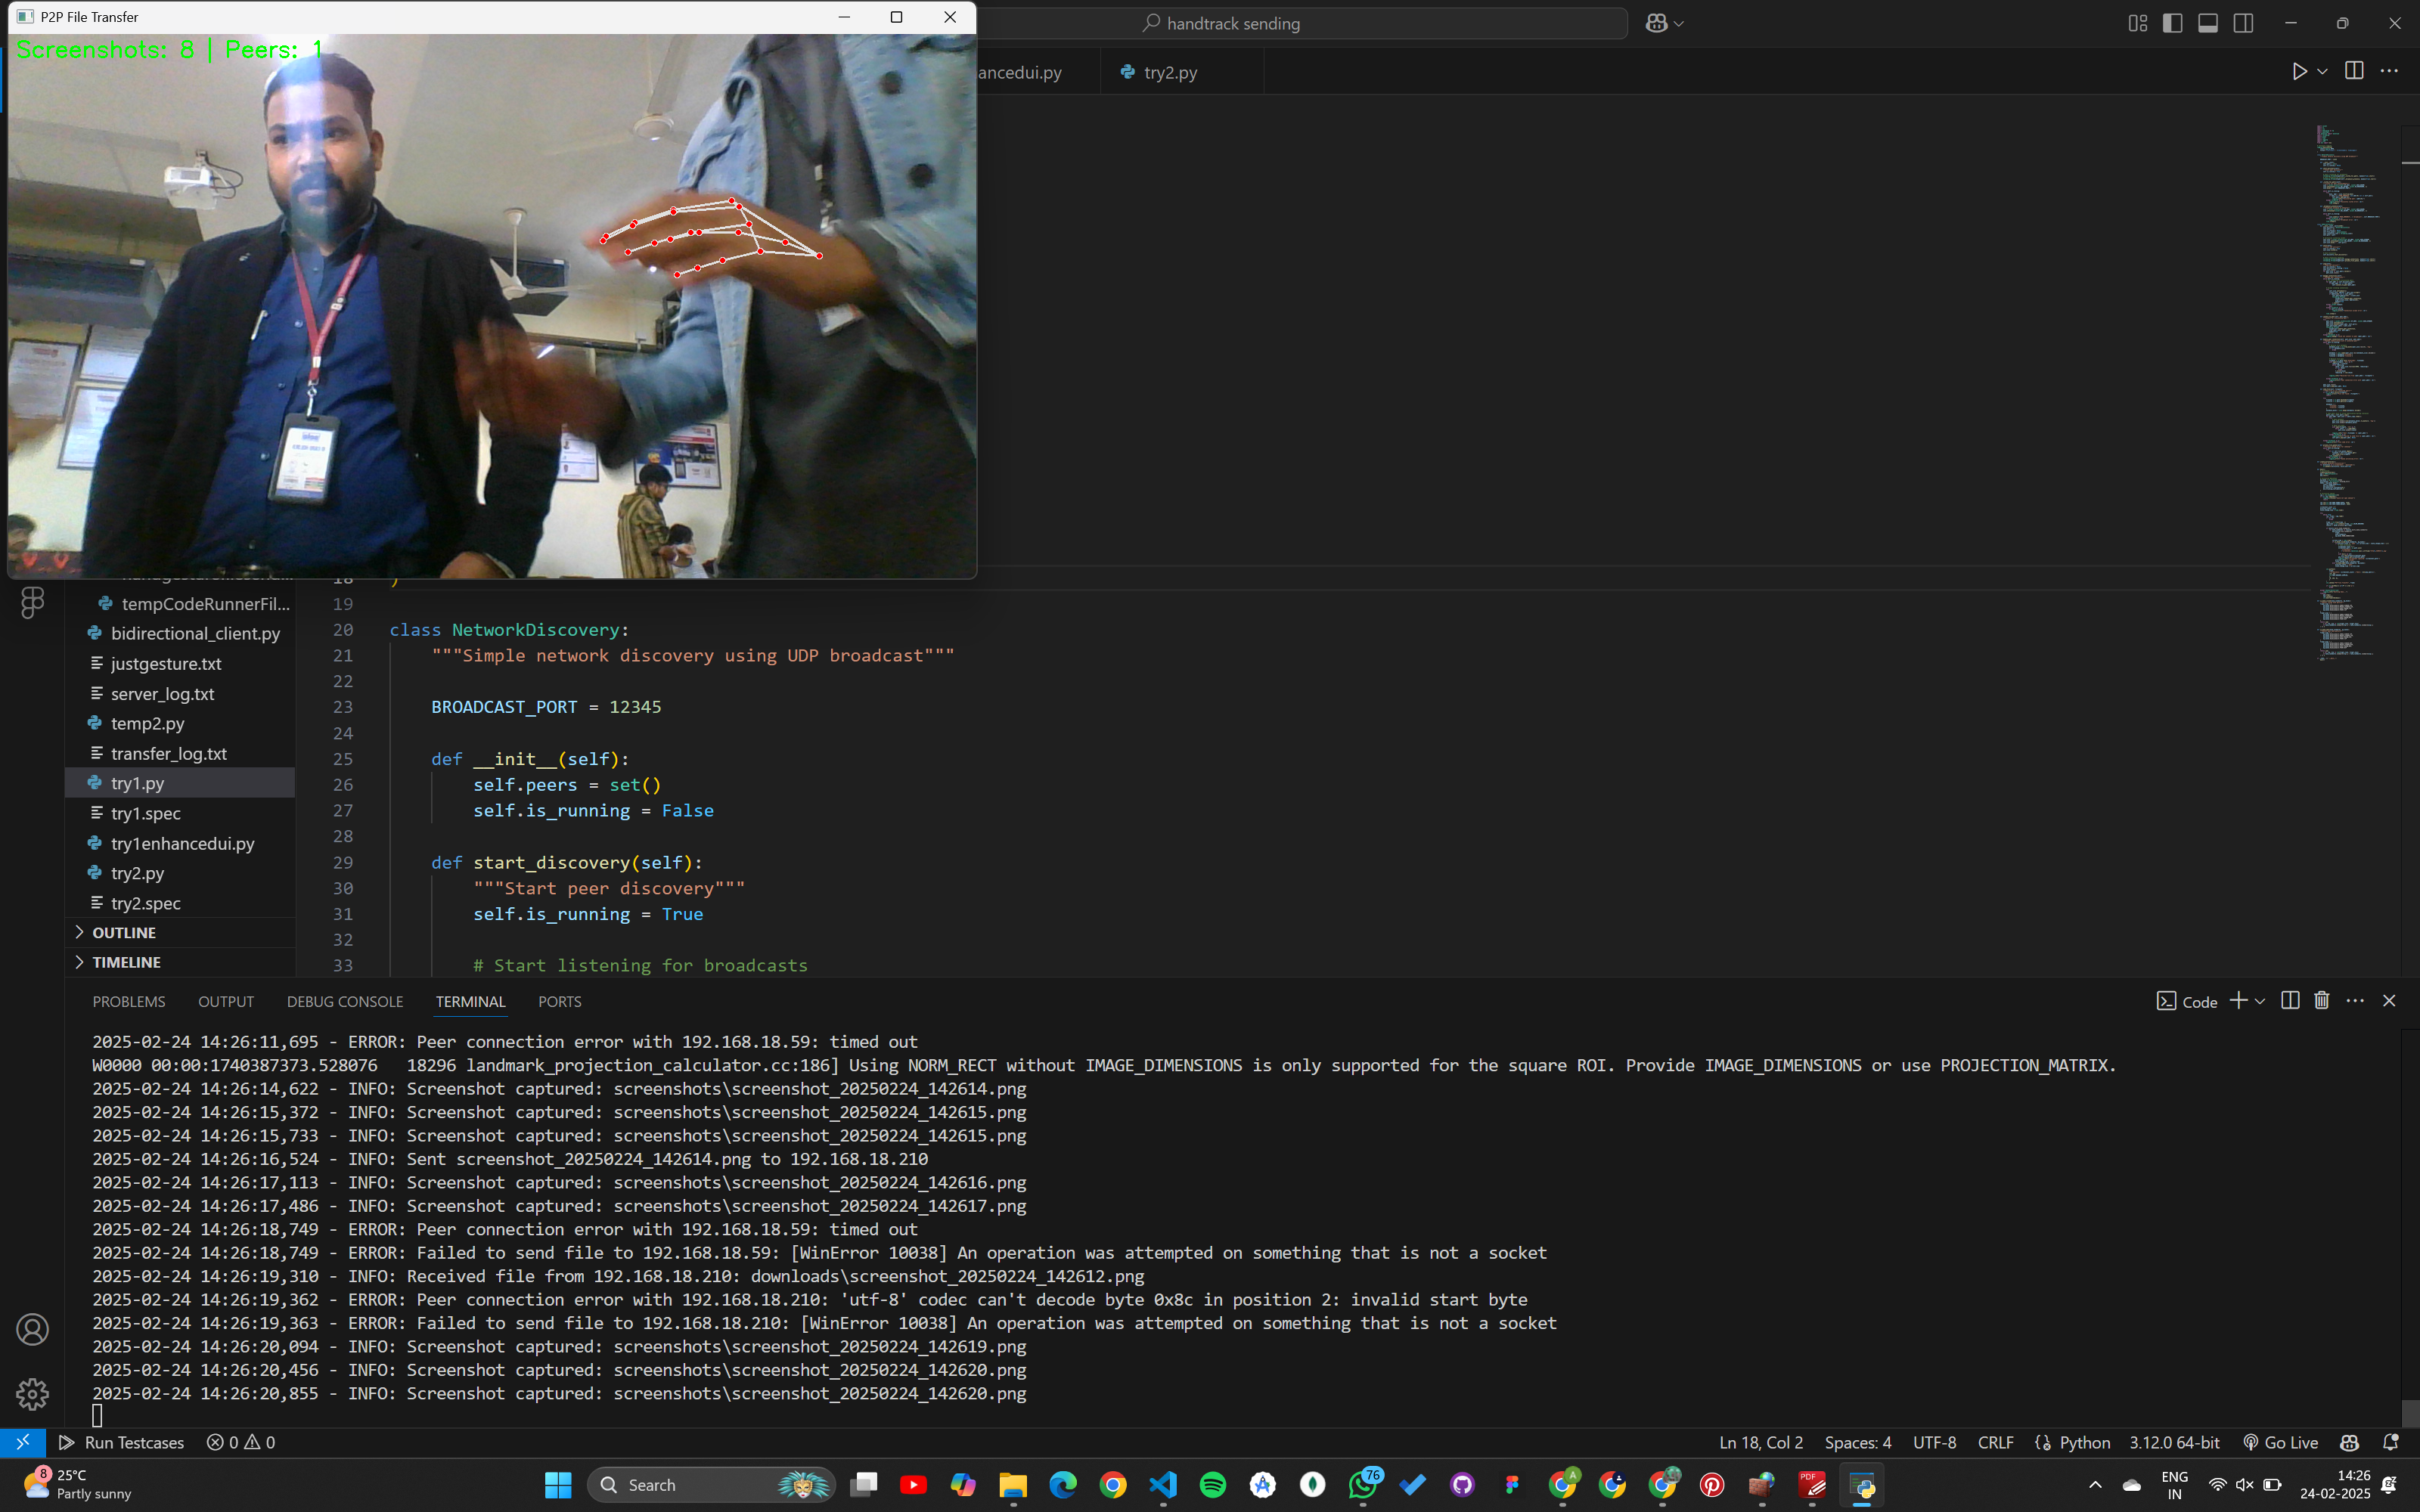 P2P File Transfer
Screenshots: 8 | Peers: 1
handtrack sending
ancedui.py
try2.py
tempCodeRunnerFil...
bidirectional_client.py
justgesture.txt
server_log.txt
temp2.py
transfer_log.txt
try1.py
try1.spec
try1enhancedui.py
try2.py
try2.spec
OUTLINE
TIMELINE
18 )
19
20 class NetworkDiscovery:
21 """Simple network discovery using UDP broadcast"""
22
23 BROADCAST_PORT = 12345
24
25 def __init__(self):
26 self.peers = set()
27 self.is_running = False
28
29 def start_discovery(self):
30 """Start peer discovery"""
31 self.is_running = True
32
33 # Start listening for broadcasts
PROBLEMS OUTPUT DEBUG CONSOLE TERMINAL PORTS
Code
2025-02-24 14:26:11,695 - ERROR: Peer connection error with 192.168.18.59: timed out
W0000 00:00:1740387373.528076 18296 landmark_projection_calculator.cc:186] Using NORM_RECT without IMAGE_DIMENSIONS is only supported for the square ROI. Provide IMAGE_DIMENSIONS or use PROJECTION_MATRIX.
2025-02-24 14:26:14,622 - INFO: Screenshot captured: screenshots\screenshot_20250224_142614.png
2025-02-24 14:26:15,372 - INFO: Screenshot captured: screenshots\screenshot_20250224_142615.png
2025-02-24 14:26:15,733 - INFO: Screenshot captured: screenshots\screenshot_20250224_142615.png
2025-02-24 14:26:16,524 - INFO: Sent screenshot_20250224_142614.png to 192.168.18.210
2025-02-24 14:26:17,113 - INFO: Screenshot captured: screenshots\screenshot_20250224_142616.png
2025-02-24 14:26:17,486 - INFO: Screenshot captured: screenshots\screenshot_20250224_142617.png
2025-02-24 14:26:18,749 - ERROR: Peer connection error with 192.168.18.59: timed out
2025-02-24 14:26:18,749 - ERROR: Failed to send file to 192.168.18.59: [WinError 10038] An operation was attempted on something that is not a socket
2025-02-24 14:26:19,310 - INFO: Received file from 192.168.18.210: downloads\screenshot_20250224_142612.png
2025-02-24 14:26:19,362 - ERROR: Peer connection error with 192.168.18.210: 'utf-8' codec can't decode byte 0x8c in position 2: invalid start byte
2025-02-24 14:26:19,363 - ERROR: Failed to send file to 192.168.18.210: [WinError 10038] An operation was attempted on something that is not a socket
2025-02-24 14:26:20,094 - INFO: Screenshot captured: screenshots\screenshot_20250224_142619.png
2025-02-24 14:26:20,456 - INFO: Screenshot captured: screenshots\screenshot_20250224_142620.png
2025-02-24 14:26:20,855 - INFO: Screenshot captured: screenshots\screenshot_20250224_142620.png
Run Testcases 0 0
Ln 18, Col 2 Spaces: 4 UTF-8 CRLF Python 3.12.0 64-bit Go Live
8
25°C
Partly sunny
Search
76
A
PDF
ENG
IN
14:26
24-02-2025